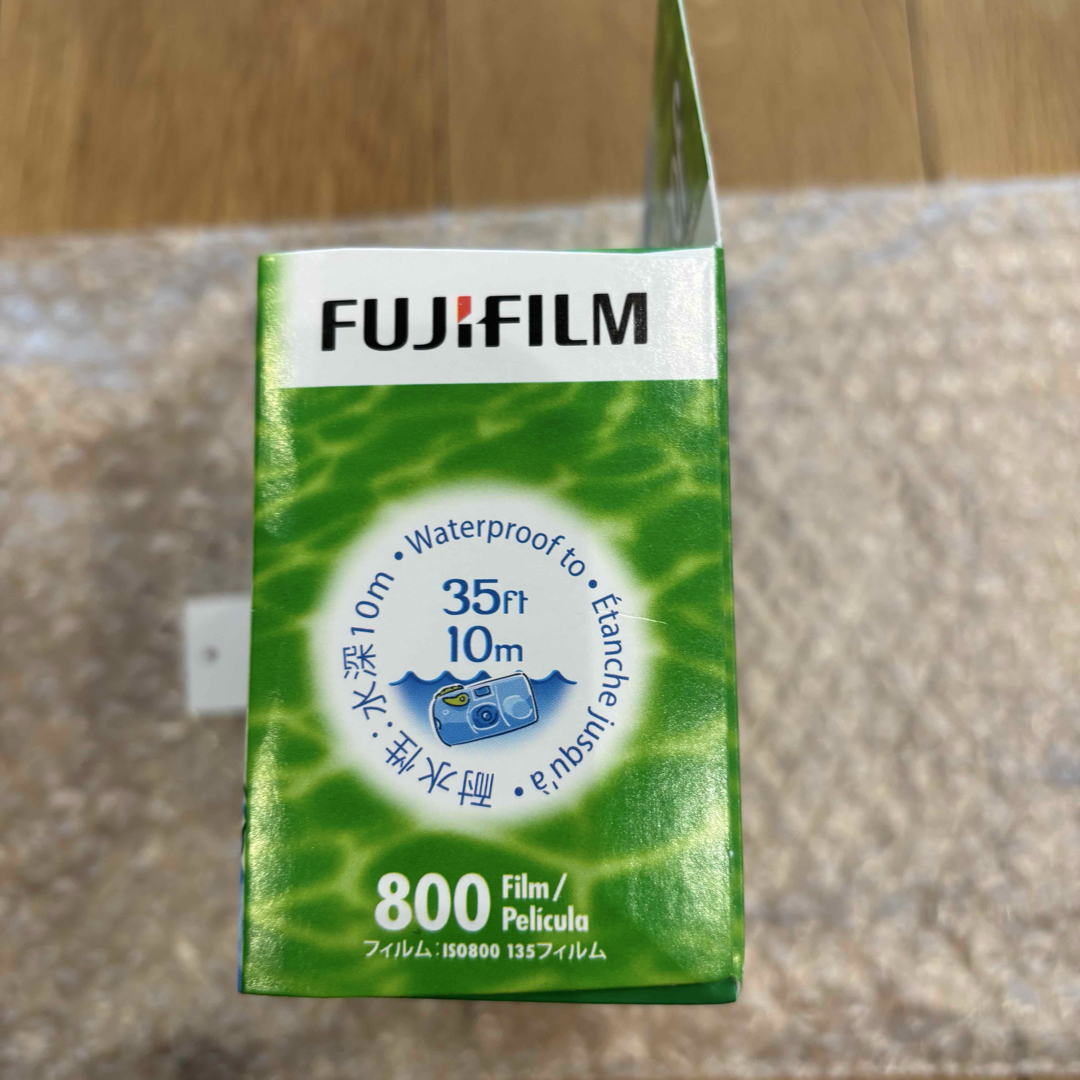 FUJIFILM
Waterproof to
35ft
10m
• Étanche jusqu'à
• 耐水性：水深10m •
800 Film/
Película
フィルム：ISO800 135フィルム